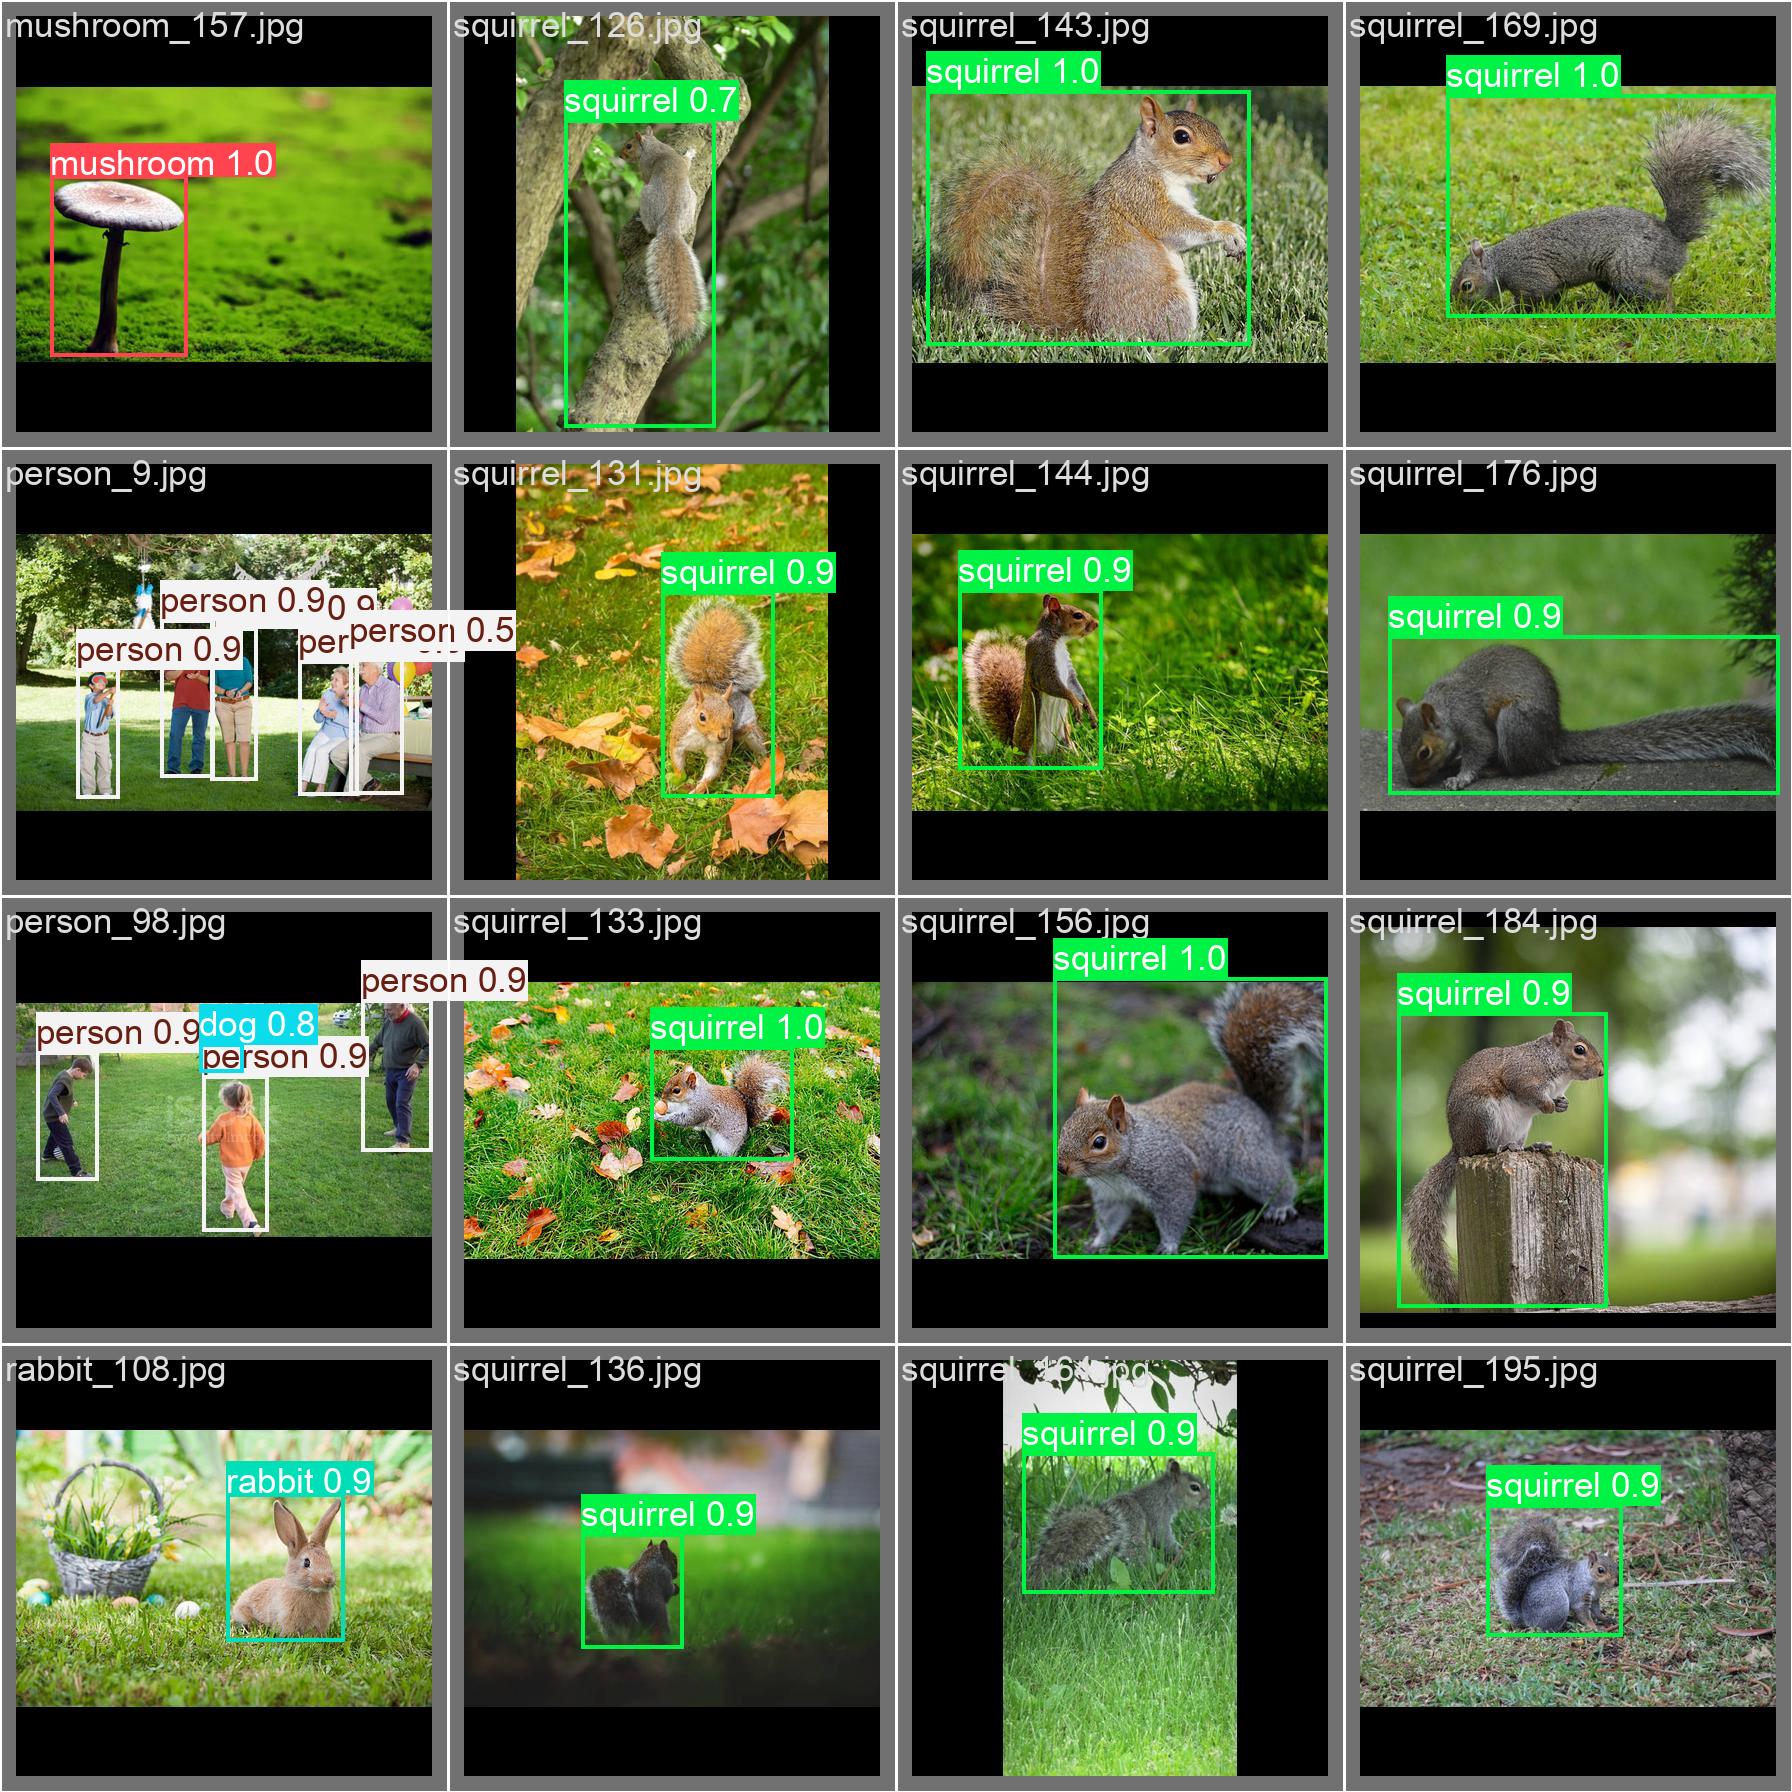 mushroom_157.jpg
mushroom 1.0
squirrel_126.jpg
squirrel 0.7
squirrel_143.jpg
squirrel 1.0
squirrel_169.jpg
squirrel 1.0
person_9.jpg
person 0.9
person 0.9
person 0.5
squirrel_131.jpg
squirrel 0.9
squirrel_144.jpg
squirrel 0.9
squirrel_176.jpg
squirrel 0.9
person_98.jpg
person 0.9
dog 0.8
person 0.9
person 0.9
squirrel_133.jpg
squirrel 1.0
squirrel_156.jpg
squirrel 1.0
squirrel_184.jpg
squirrel 0.9
rabbit_108.jpg
rabbit 0.9
squirrel_136.jpg
squirrel 0.9
squirrel 0.9
squirrel_195.jpg
squirrel 0.9